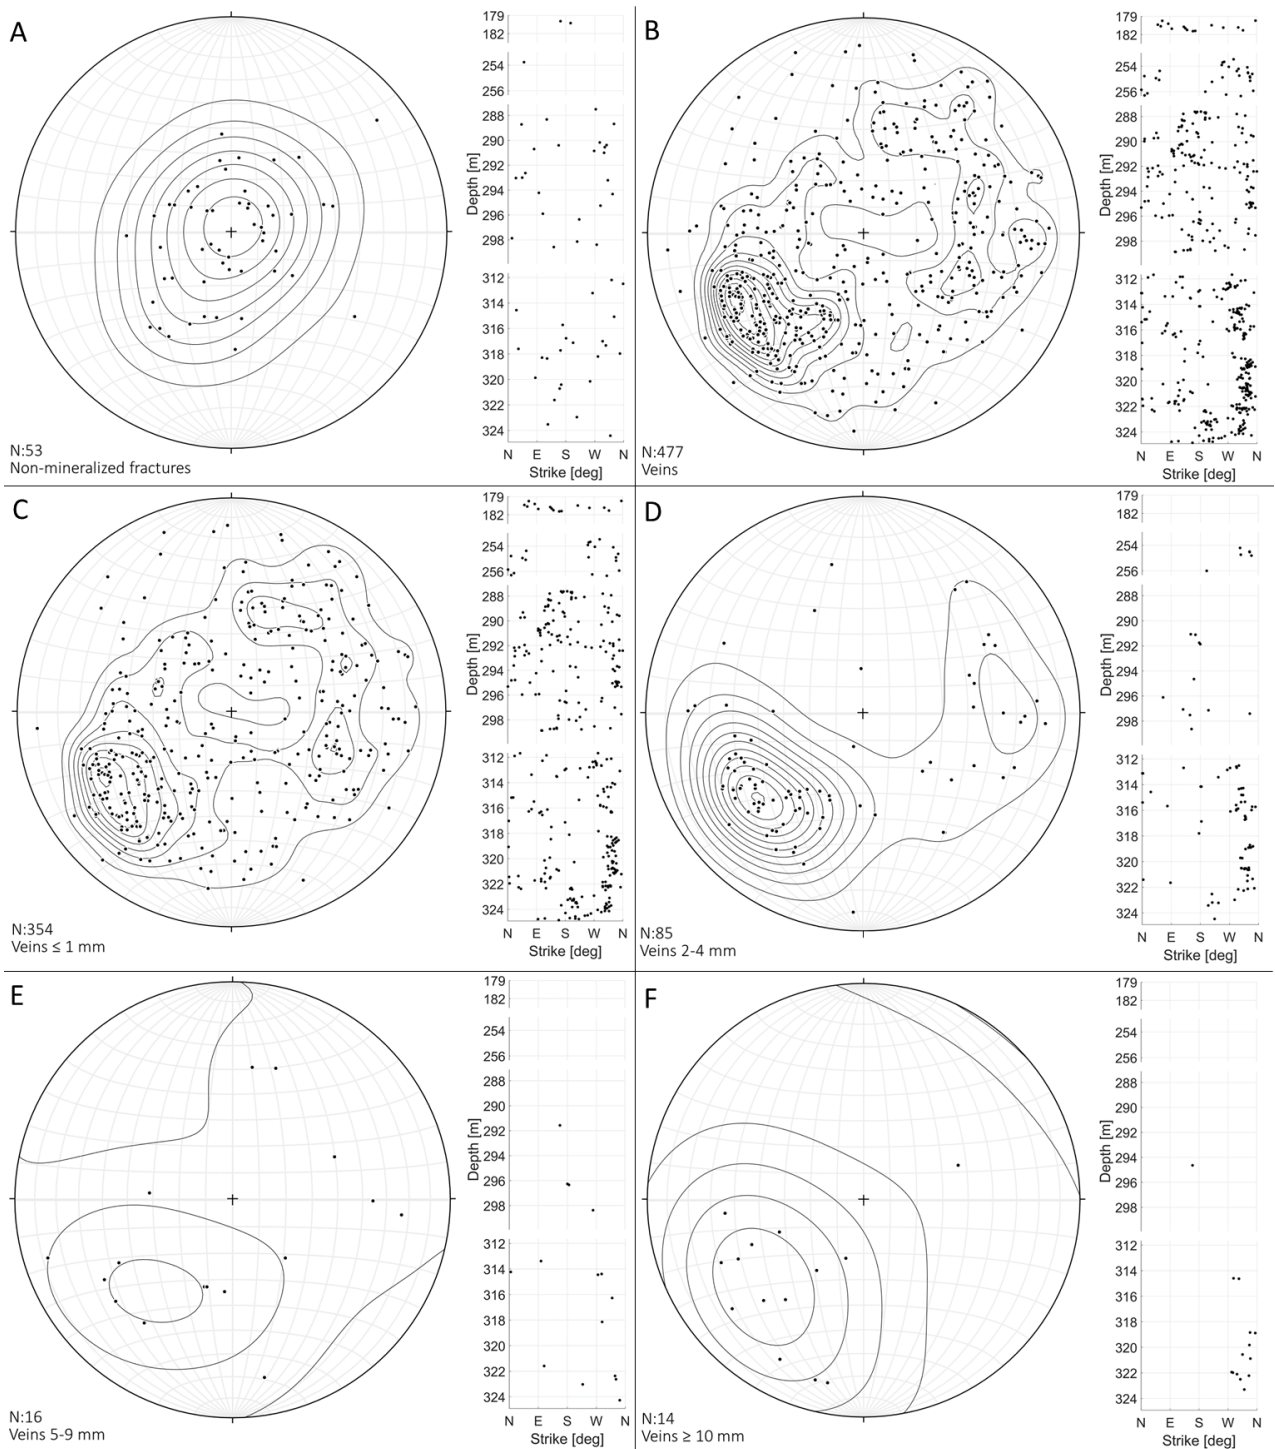 A
N:53
Non-mineralized fractures
179
182
254
256
288
290
292
294
296
298
312
314
316
318
320
322
324
Depth [m]
N E S W N
Strike [deg]
B
N:477
Veins
179
182
254
256
288
290
292
294
296
298
312
314
316
318
320
322
324
Depth [m]
N E S W N
Strike [deg]
C
N:354
Veins ≤ 1 mm
179
182
254
256
288
290
292
294
296
298
312
314
316
318
320
322
324
Depth [m]
N E S W N
Strike [deg]
D
N:85
Veins 2-4 mm
179
182
254
256
288
290
292
294
296
298
312
314
316
318
320
322
324
Depth [m]
N E S W N
Strike [deg]
E
N:16
Veins 5-9 mm
179
182
254
256
288
290
292
294
296
298
312
314
316
318
320
322
324
Depth [m]
N E S W N
Strike [deg]
F
N:14
Veins ≥ 10 mm
179
182
254
256
288
290
292
294
296
298
312
314
316
318
320
322
324
Depth [m]
N E S W N
Strike [deg]